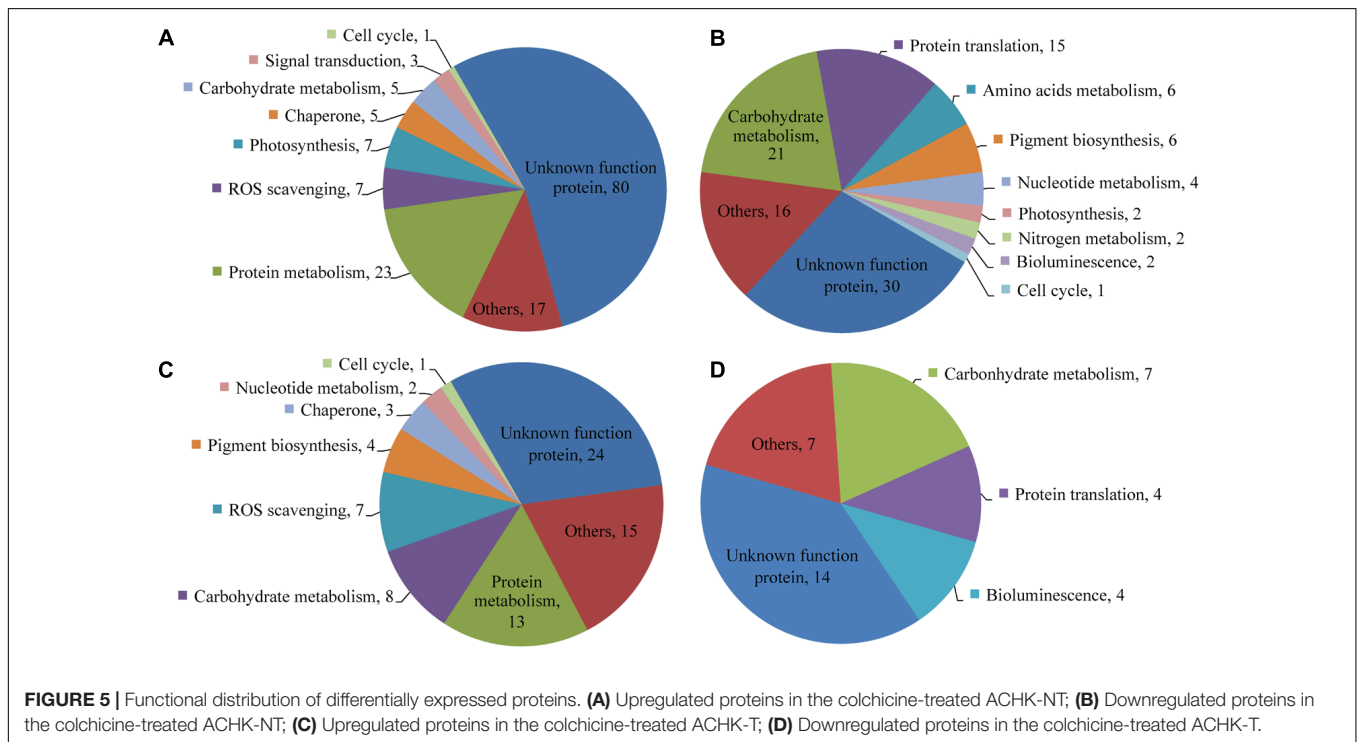 A
Cell cycle, 1
Signal transduction, 3
Carbohydrate metabolism, 5
Chaperone, 5
Photosynthesis, 7
ROS scavenging, 7
Protein metabolism, 23
Others, 17
Unknown function
protein, 80
B
Protein translation, 15
Amino acids metabolism, 6
Pigment biosynthesis, 6
Nucleotide metabolism, 4
Photosynthesis, 2
Nitrogen metabolism, 2
Bioluminescence, 2
Cell cycle, 1
Carbohydrate
metabolism,
21
Others, 16
Unknown function
protein, 30
C
Cell cycle, 1
Nucleotide metabolism, 2
Chaperone, 3
Pigment biosynthesis, 4
ROS scavenging, 7
Carbohydrate metabolism, 8
Unknown function
protein, 24
Others, 15
Protein
metabolism,
13
D
Carbonhydrate metabolism, 7
Protein translation, 4
Bioluminescence, 4
Others, 7
Unknown function
protein, 14
FIGURE 5 | Functional distribution of differentially expressed proteins. (A) Upregulated proteins in the colchicine-treated ACHK-NT; (B) Downregulated proteins in
the colchicine-treated ACHK-NT; (C) Upregulated proteins in the colchicine-treated ACHK-T; (D) Downregulated proteins in the colchicine-treated ACHK-T.